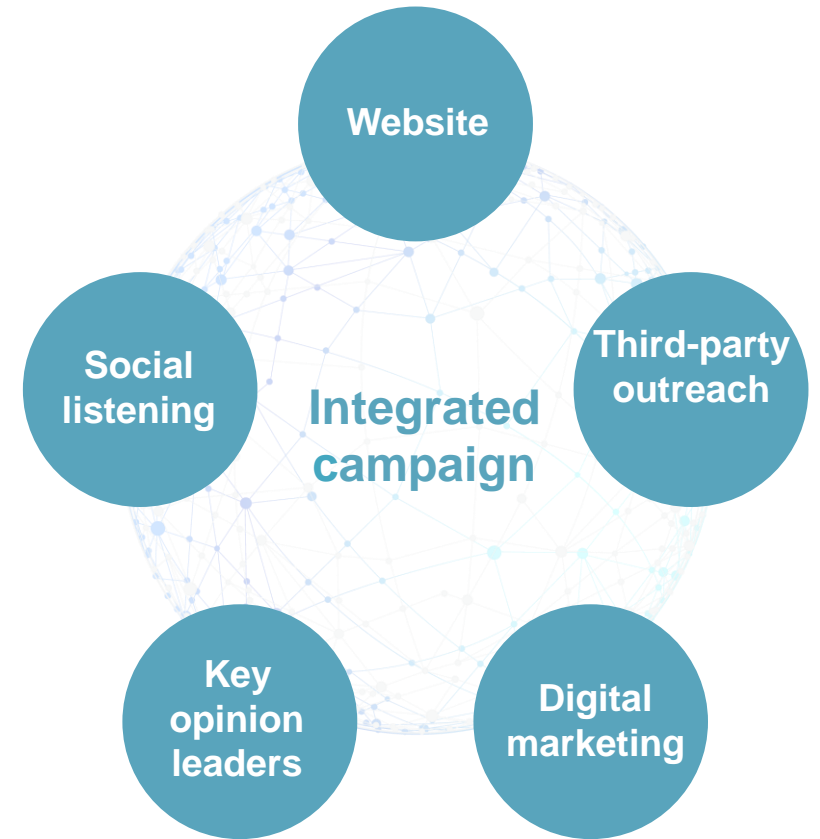 Website
Third-party
outreach
Social
listening
Integrated
campaign
Key
opinion
leaders
Digital
marketing